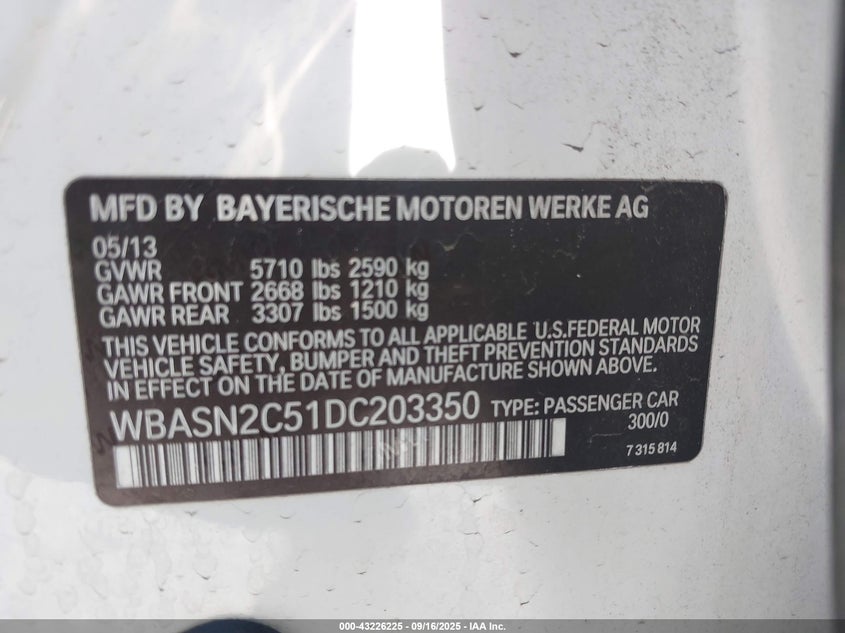 MFD BY BAYERISCHE MOTOREN WERKE AG
05/13
GVWR 5710 lbs 2590 kg
GAWR FRONT 2668 lbs 1210 kg
GAWR REAR 3307 lbs 1500 kg
THIS VEHICLE CONFORMS TO ALL APPLICABLE U.S.FEDERAL MOTOR
VEHICLE SAFETY, BUMPER AND THEFT PREVENTION STANDARDS
IN EFFECT ON THE DATE OF MANUFACTURE SHOWN ABOVE.
WBASN2C51DC203350 TYPE: PASSENGER CAR
300/0
7 315 814
000-43226225 - 09/16/2025 - IAA Inc.